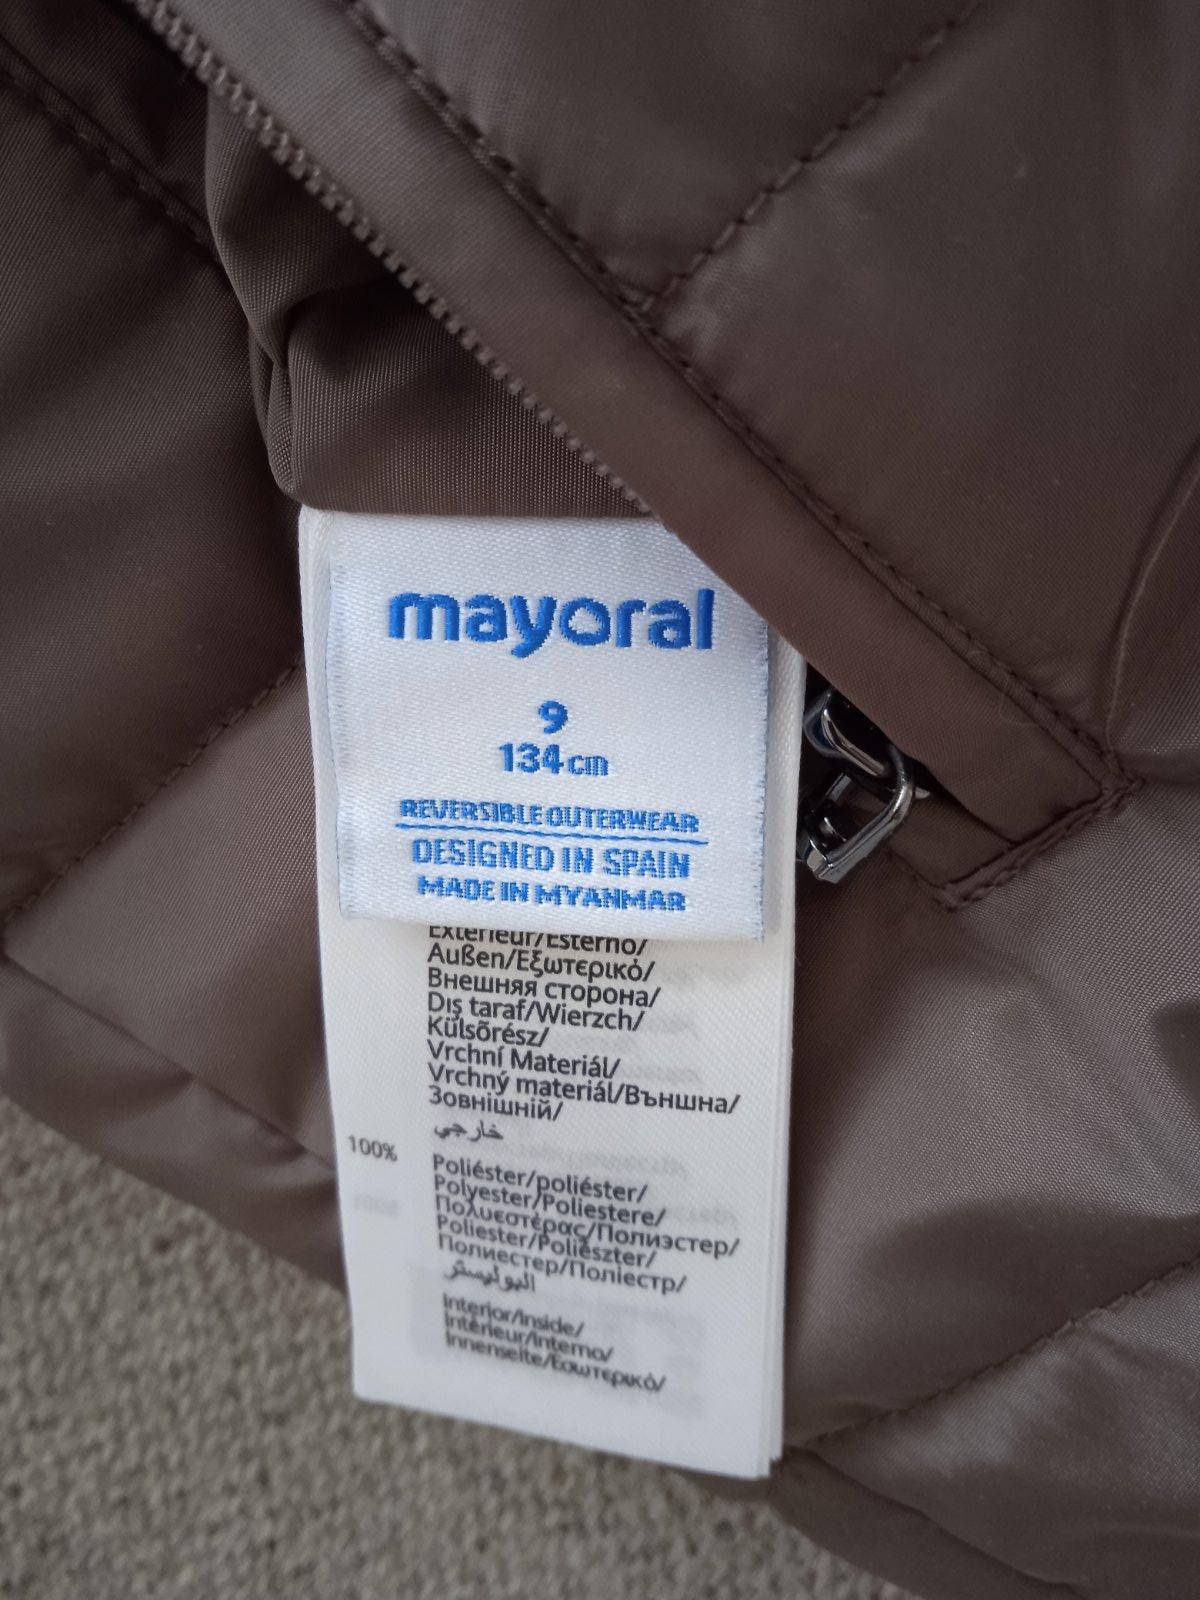 mayoral
9
134cm
REVERSIBLE OUTERWEAR
DESIGNED IN SPAIN
MADE IN MYANMAR
Extérieur/Esterno/
Außen/Εξωτερικό/
Внешняя сторона/
Dış taraf/Wierzch/
Külsõrész/
Vrchní Materiál/
Vrchný materiál/Външна/
Зовнішній/
خارجي
100% Poliéster/poliéster/
Polyester/Poliestere/
Πολυεστέρας/Полиэстер/
Poliester/Poliészter/
Полиестер/Поліестр/
البوليستر
Interior/Inside/
Intérieur/Interno/
Innenseite/Εσωτερικό/